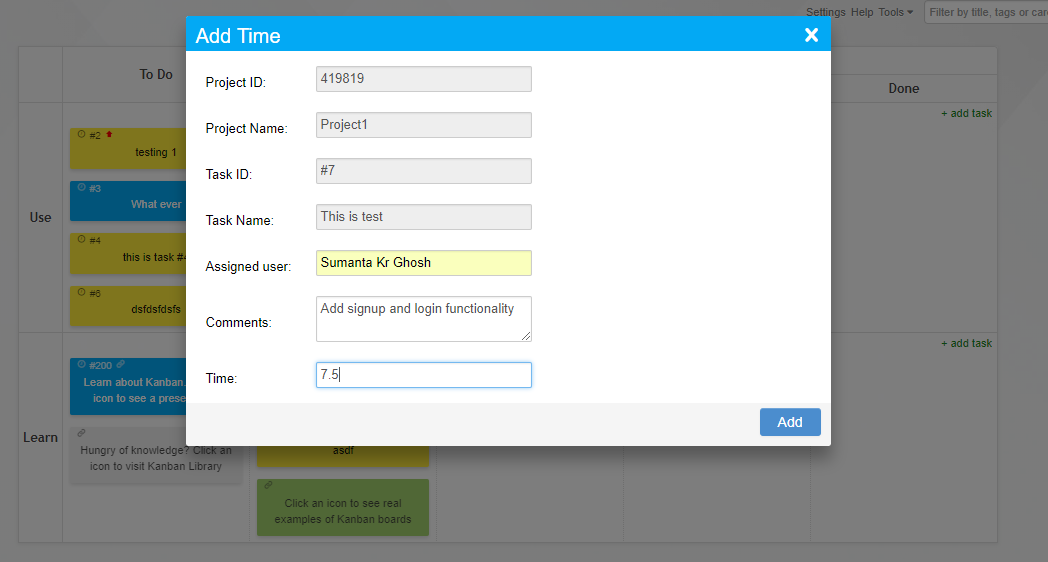 Settings Help Tools
Filter by title, tags or car
Add Time
X
Project ID: 419819
Project Name: Project1
Task ID: #7
Task Name: This is test
Assigned user: Sumanta Kr Ghosh
Comments: Add signup and login functionality
Time: 7.5
Add
To Do
Done
Use
#2
testing 1
#3
What ever
#4
this is task #
#6
dsfdsfdsfs
+ add task
Learn
#200
Learn about Kanban.
icon to see a prese
Hungry of knowledge? Click an
icon to visit Kanban Library
asdf
Click an icon to see real
examples of Kanban boards
+ add task